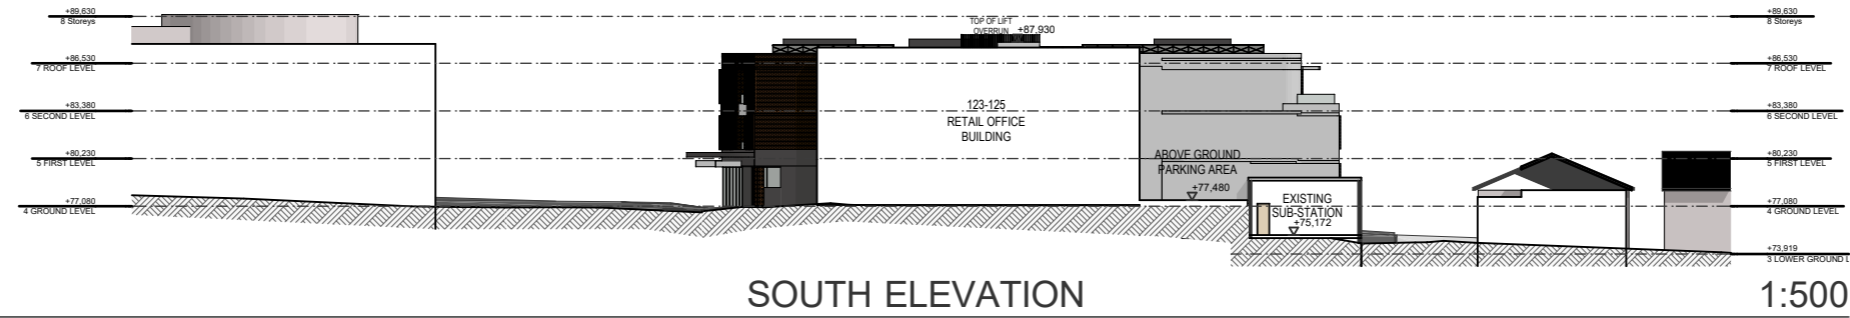 +89,630
8 Storeys
+86,530
7 ROOF LEVEL
+83,380
6 SECOND LEVEL
+80,230
5 FIRST LEVEL
+77,080
4 GROUND LEVEL
TOP OF LIFT
OVERRUN +87,930
123-125
RETAIL OFFICE
BUILDING
ABOVE GROUND
PARKING AREA
+77,480
EXISTING
SUB-STATION
+75,172
+89,630
8 Storeys
+86,530
7 ROOF LEVEL
+83,380
6 SECOND LEVEL
+80,230
5 FIRST LEVEL
+77,080
4 GROUND LEVEL
+73,919
3 LOWER GROUND L
SOUTH ELEVATION
1:500